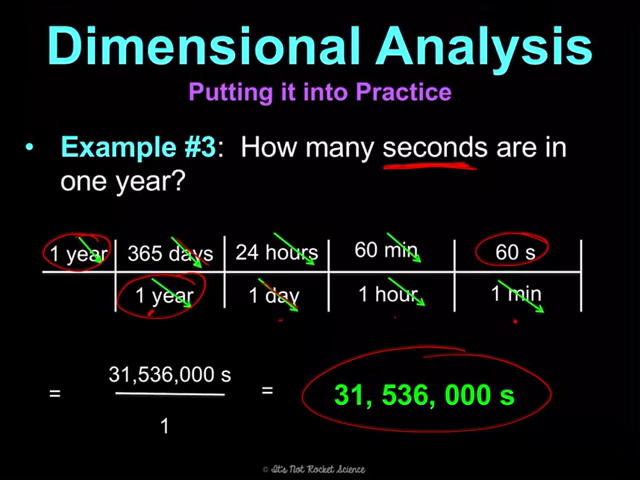 Dimensional Analysis
Putting it into Practice
• Example #3: How many seconds are in
one year?
1 year 365 days 24 hours 60 min 60 s
1 year 1 day 1 hour 1 min
31,536,000 s
= = 31, 536, 000 s
1
© It's Not Rocket Science